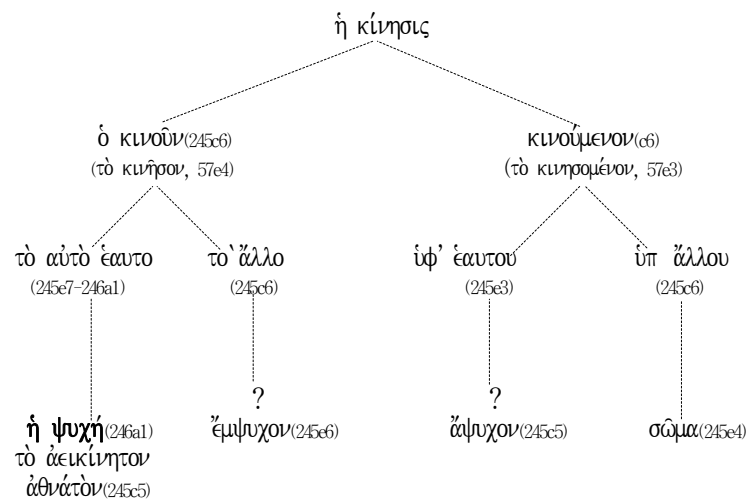 ἡ κίνησις
ὁ κινοῦν(245c6) κινούμενον(c6)
(τὸ κινῆσον, 57e4) (τὸ κινησομένον, 57e3)
τὸ αὐτὸ ἑαυτο το`ἄλλο ὑφ’ ἑαυτου ὑπ ἄλλου
(245e7-246a1) (245c6) (245e3) (245c6)
? ?
ἡ ψυχή(246a1) ἔμψυχον(245e6) ἄψυχον(245c5) σῶμα(245e4)
τὸ ἀεικίνητον
ἀθνάτὸν(245c5)